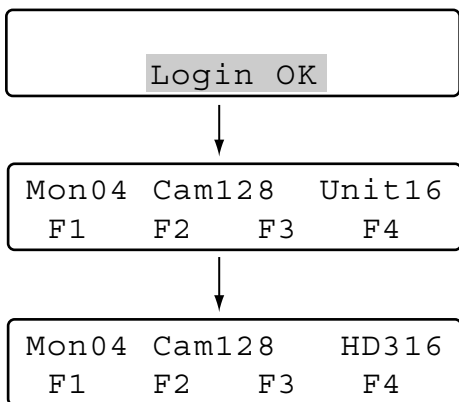 Login OK
Mon04 Cam128 Unit16
F1 F2 F3 F4
Mon04 Cam128 HD316
F1 F2 F3 F4